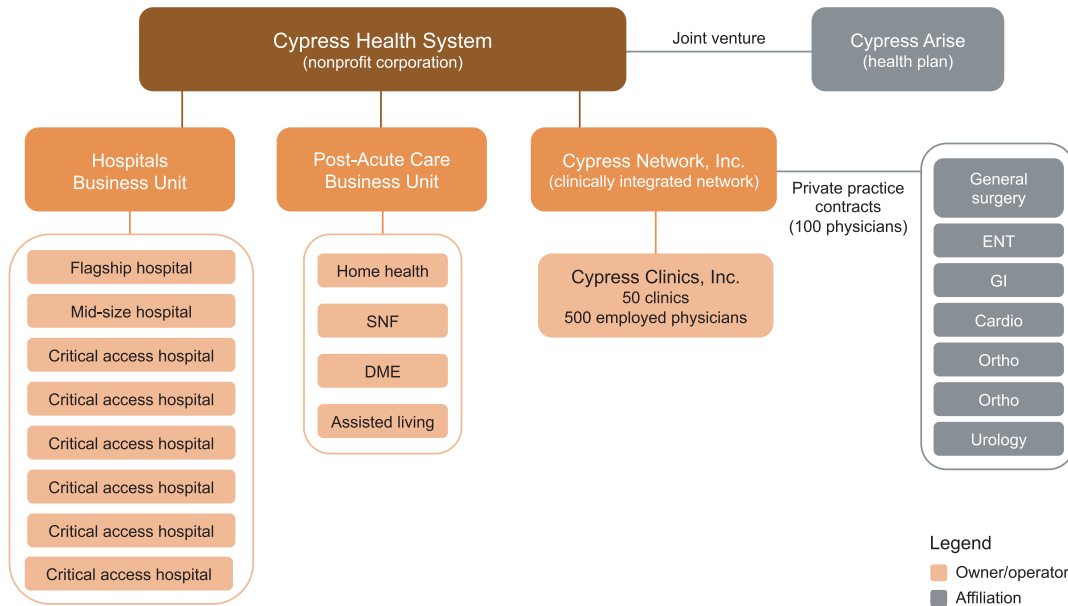 Cypress Health System
(nonprofit corporation)
Joint venture
Cypress Arise
(health plan)
Hospitals
Business Unit
Post-Acute Care
Business Unit
Cypress Network, Inc.
(clinically integrated network)
Private practice
contracts
(100 physicians)
General
surgery
ENT
GI
Cardio
Ortho
Ortho
Urology
Flagship hospital
Mid-size hospital
Critical access hospital
Critical access hospital
Critical access hospital
Critical access hospital
Critical access hospital
Critical access hospital
Home health
SNF
DME
Assisted living
Cypress Clinics, Inc.
50 clinics
500 employed physicians
Legend
Owner/operator
Affiliation